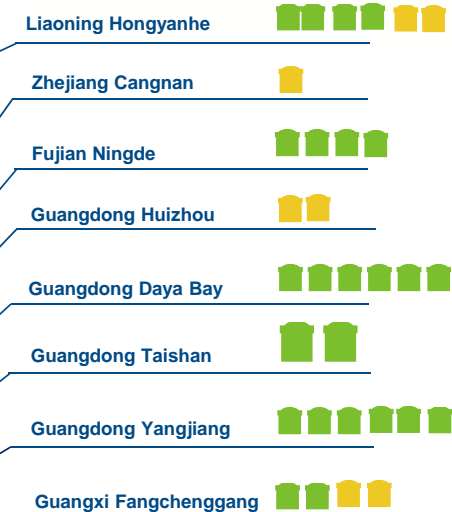 Liaoning Hongyanhe
Zhejiang Cangnan
Fujian Ningde
Guangdong Huizhou
Guangdong Daya Bay
Guangdong Taishan
Guangdong Yangjiang
Guangxi Fangchenggang